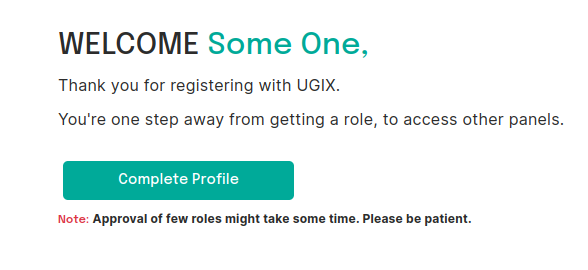 WELCOME Some One,
Thank you for registering with UGIX.
You're one step away from getting a role, to access other panels.
Complete Profile
Note: Approval of few roles might take some time. Please be patient.